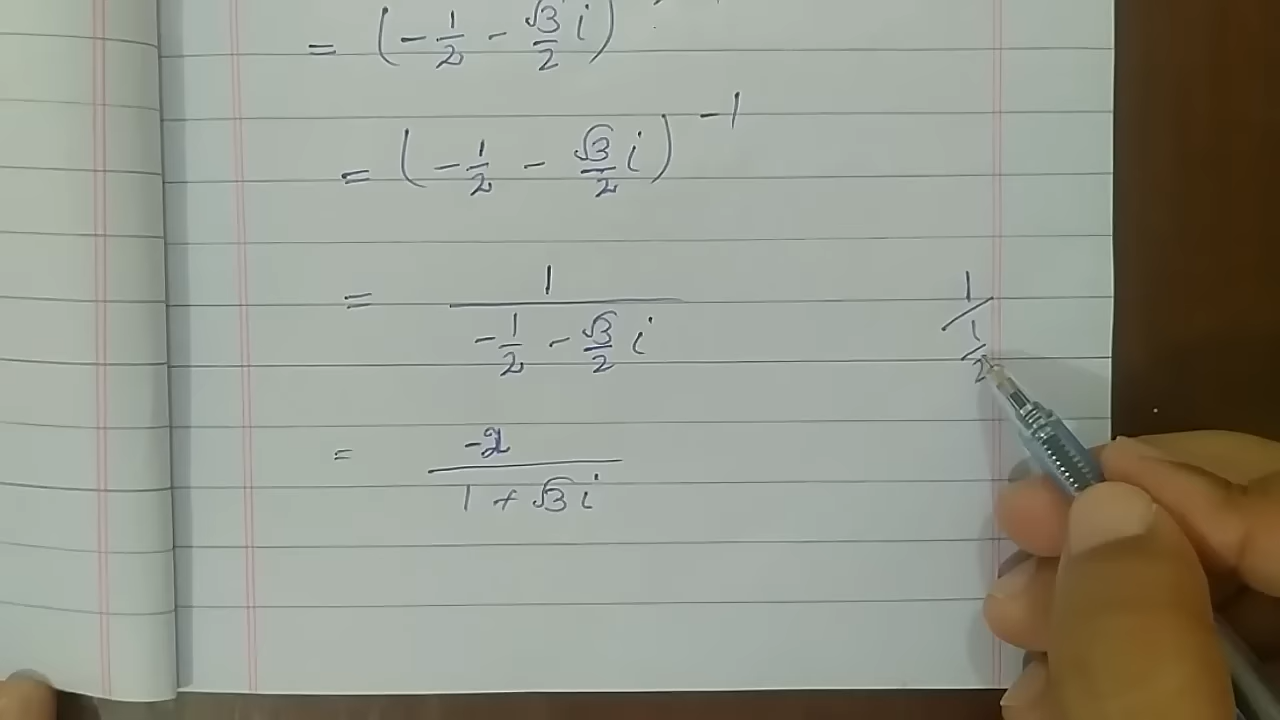 = (-1/2 - √3/2 i)
= (-1/2 - √3/2 i)^-1
= 1/(-1/2 - √3/2 i)
1/(1/2)
= -2/(1 + √3 i)